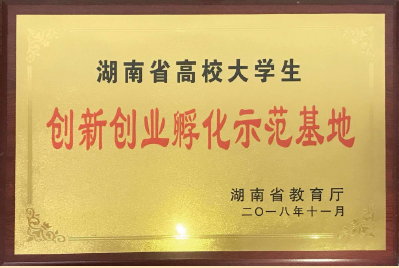 湖南省高校大学生
创新创业孵化示范基地
湖南省教育厅
二〇一八年十一月